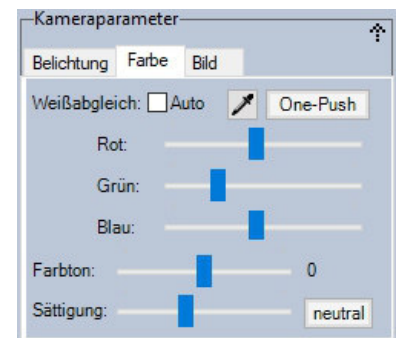 Kameraparameter
Belichtung Farbe Bild
Weißabgleich: Auto One-Push
Rot:
Grün:
Blau:
Farbton: 0
Sättigung: neutral